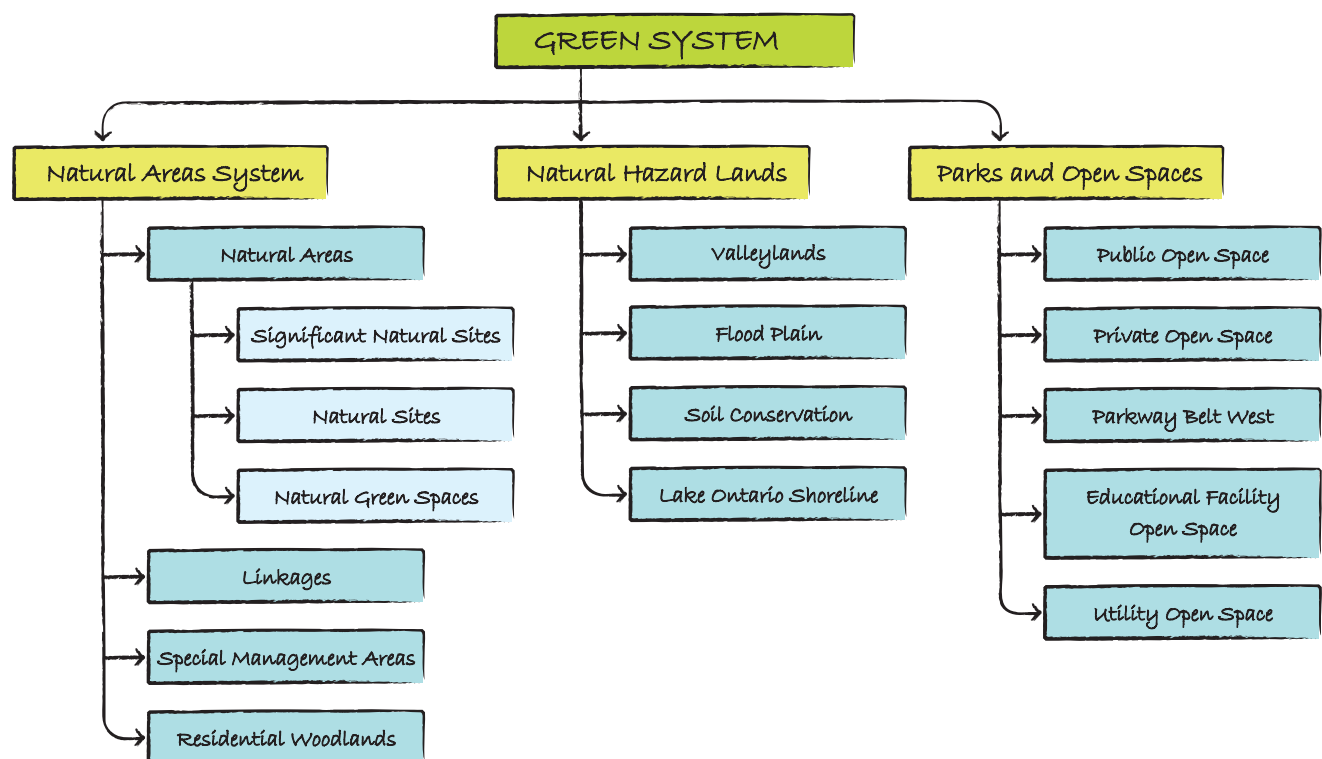 GREEN SYSTEM
Natural Areas System
Natural Areas
Significant Natural Sites
Natural Sites
Natural Green Spaces
Linkages
Special Management Areas
Residential Woodlands
Natural Hazard Lands
Valleylands
Flood Plain
Soil Conservation
Lake Ontario Shoreline
Parks and Open Spaces
Public Open Space
Private Open Space
Parkway Belt West
Educational Facility
Open Space
Utility Open Space